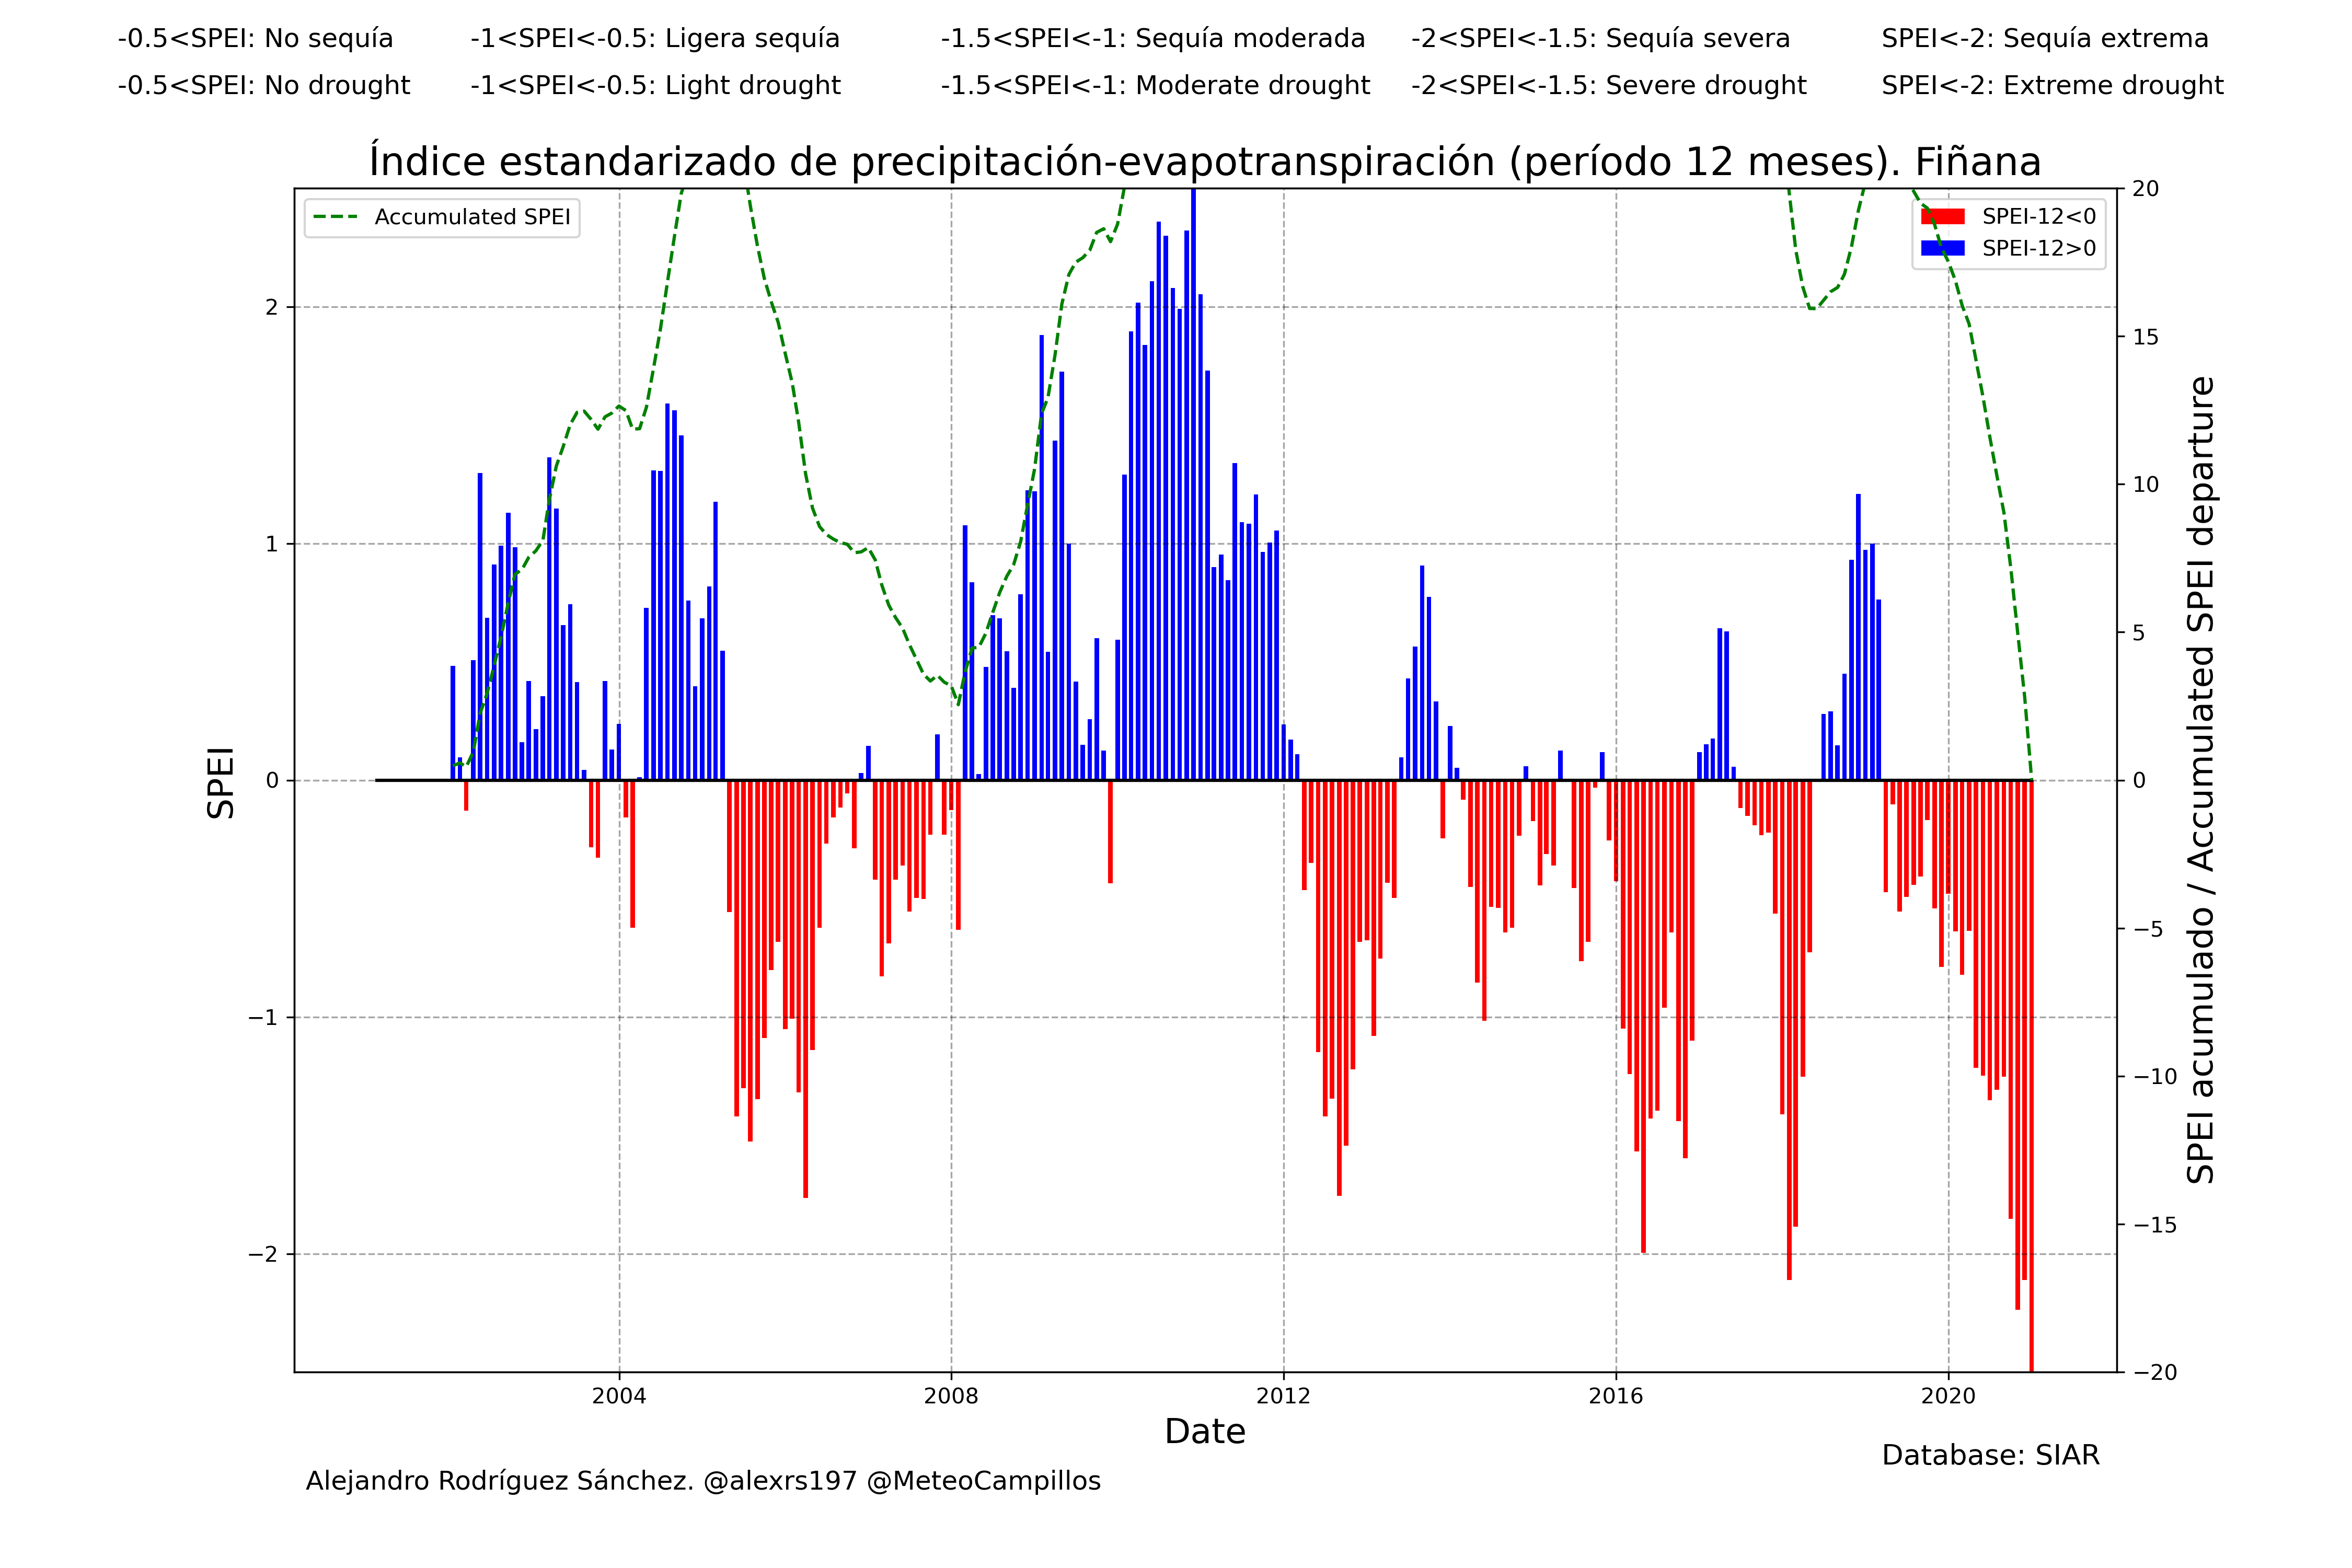 -0.5<SPEI: No sequía -1<SPEI<-0.5: Ligera sequía -1.5<SPEI<-1: Sequía moderada -2<SPEI<-1.5: Sequía severa SPEI<-2: Sequía extrema
-0.5<SPEI: No drought -1<SPEI<-0.5: Light drought -1.5<SPEI<-1: Moderate drought -2<SPEI<-1.5: Severe drought SPEI<-2: Extreme drought
Índice estandarizado de precipitación-evapotranspiración (período 12 meses). Fiñana
Accumulated SPEI
SPEI-12<0
SPEI-12>0
SPEI
2
1
0
−1
−2
20
15
10
5
0
−5
−10
−15
−20
SPEI acumulado / Accumulated SPEI departure
2004 2008 2012 2016 2020
Date
Database: SIAR
Alejandro Rodríguez Sánchez. @alexrs197 @MeteoCampillos